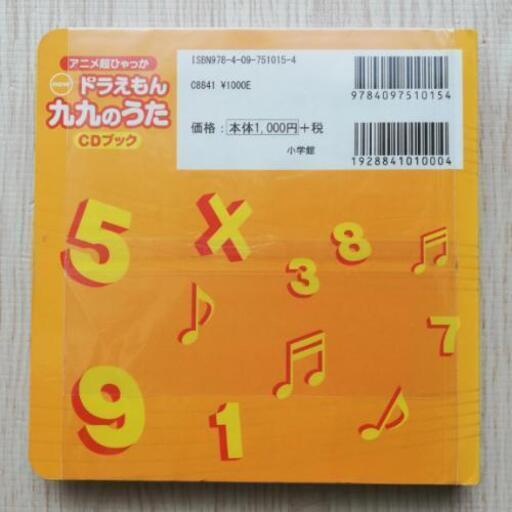 アニメ超ひゃっか
new ドラえもん
九九のうた
CDブック
ISBN978-4-09-751015-4
C8841 ¥1000E
価格：本体1,000円＋税
小学館
9784097510154
1928841010004
5 X 3 8
7
9 1